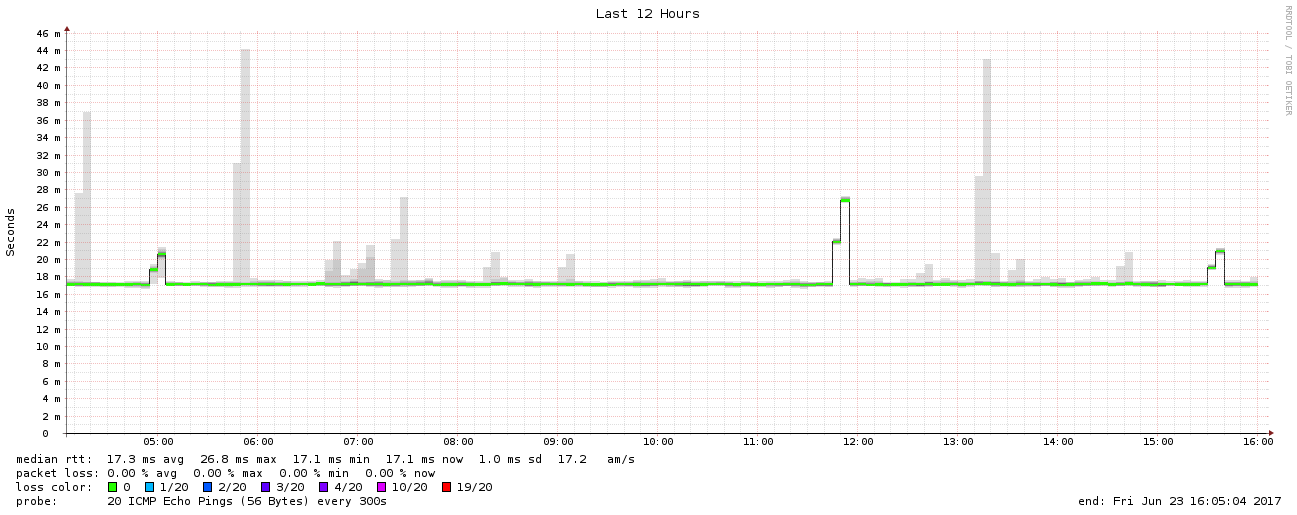 Last 12 Hours
RRDTOOL / TOBI OETIKER
46 m
44 m
42 m
40 m
38 m
36 m
34 m
32 m
30 m
28 m
26 m
24 m
22 m
20 m
18 m
16 m
14 m
12 m
10 m
8 m
6 m
4 m
2 m
0
Seconds
05:00 06:00 07:00 08:00 09:00 10:00 11:00 12:00 13:00 14:00 15:00 16:00
median rtt: 17.3 ms avg 26.8 ms max 17.1 ms min 17.1 ms now 1.0 ms sd 17.2 am/s
packet loss: 0.00 % avg 0.00 % max 0.00 % min 0.00 % now
loss color: 0 1/20 2/20 3/20 4/20 10/20 19/20
probe: 20 ICMP Echo Pings (56 Bytes) every 300s end: Fri Jun 23 16:05:04 2017